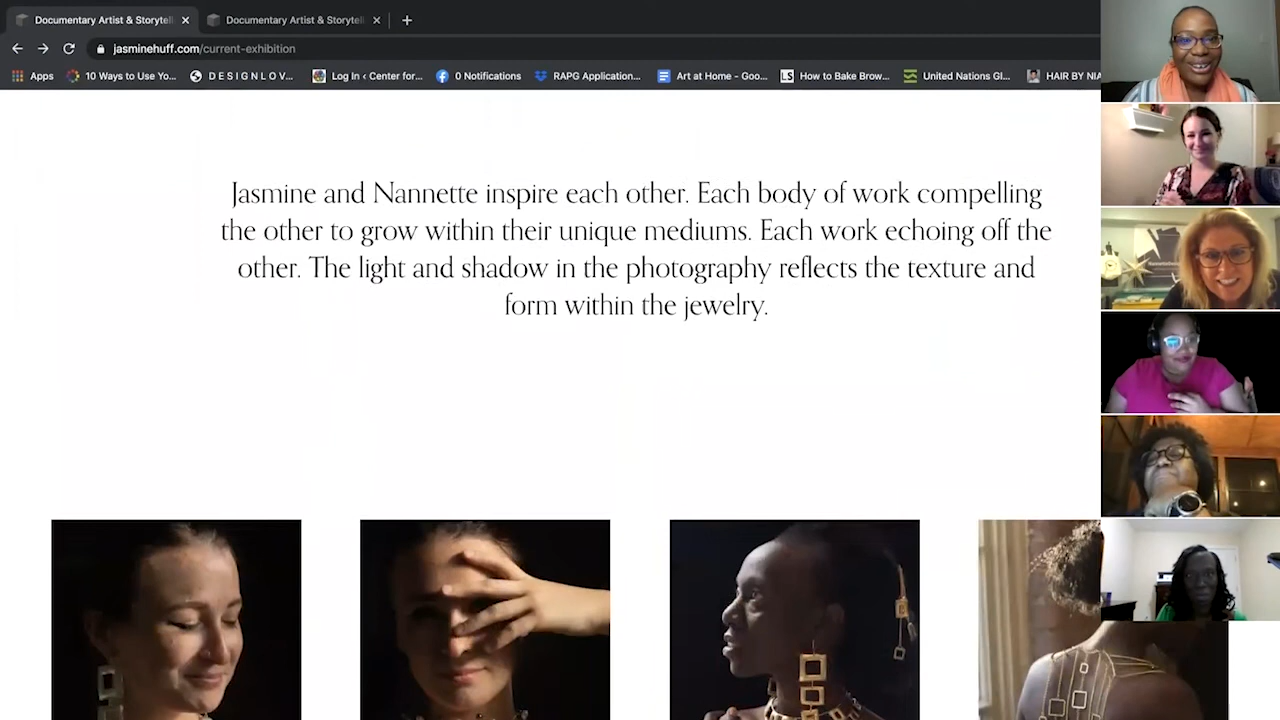 Documentary Artist & Storytel
Documentary Artist & Storytel
jasminehuff.com/current-exhibition
Apps
10 Ways to Use Yo...
D E S I G N L O V...
Log In ‹ Center for...
0 Notifications
RAPG Application...
Art at Home - Goo...
LS
How to Bake Brow...
United Nations Gl...
HAIR BY NIA
Jasmine and Nannette inspire each other. Each body of work compelling
the other to grow within their unique mediums. Each work echoing off the
other. The light and shadow in the photography reflects the texture and
form within the jewelry.